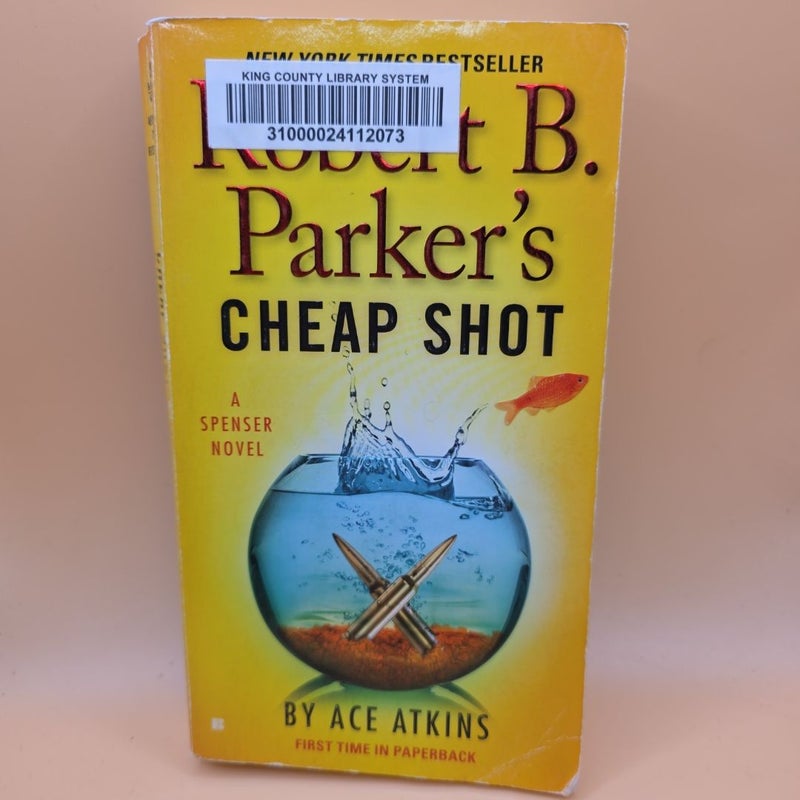 NEW YORK TIMES BESTSELLER
KING COUNTY LIBRARY SYSTEM
31000024112073
Robert B.
Parker's
CHEAP SHOT
A
SPENSER
NOVEL
BY ACE ATKINS
FIRST TIME IN PAPERBACK
B